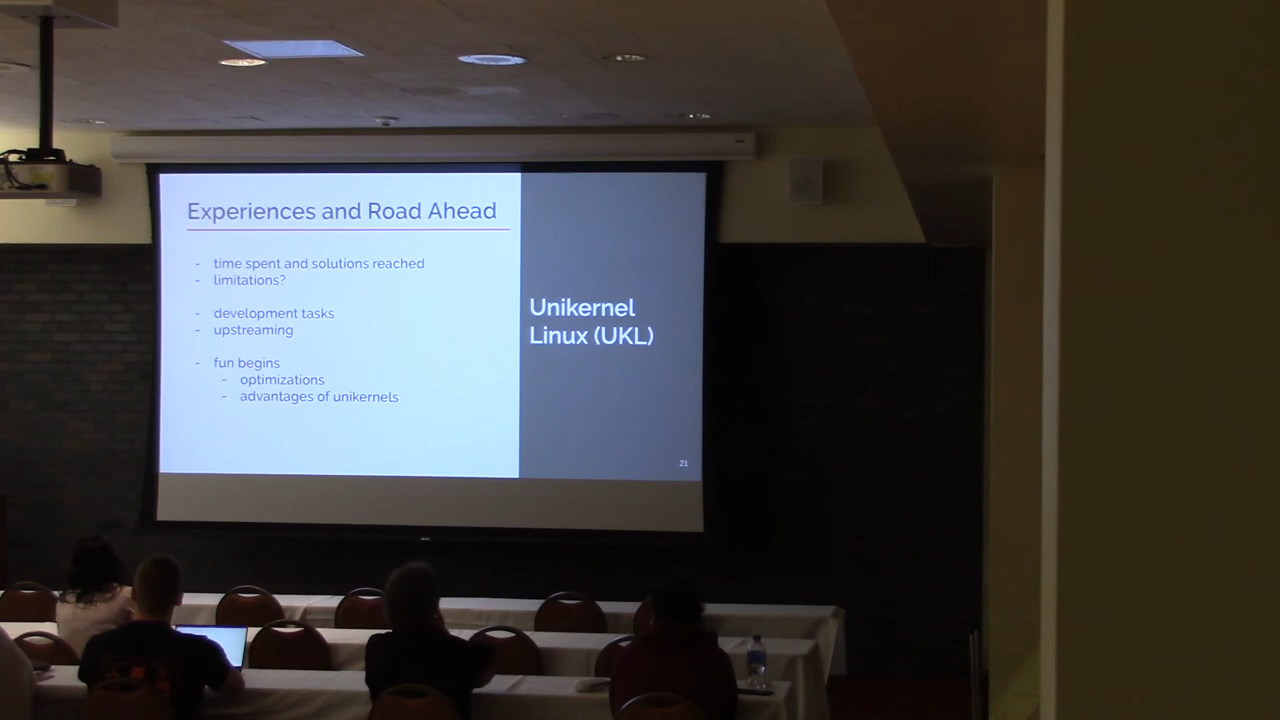 Experiences and Road Ahead
- time spent and solutions reached
- limitations?
- development tasks
- upstreaming
- fun begins
- optimizations
- advantages of unikernels
Unikernel
Linux (UKL)
21